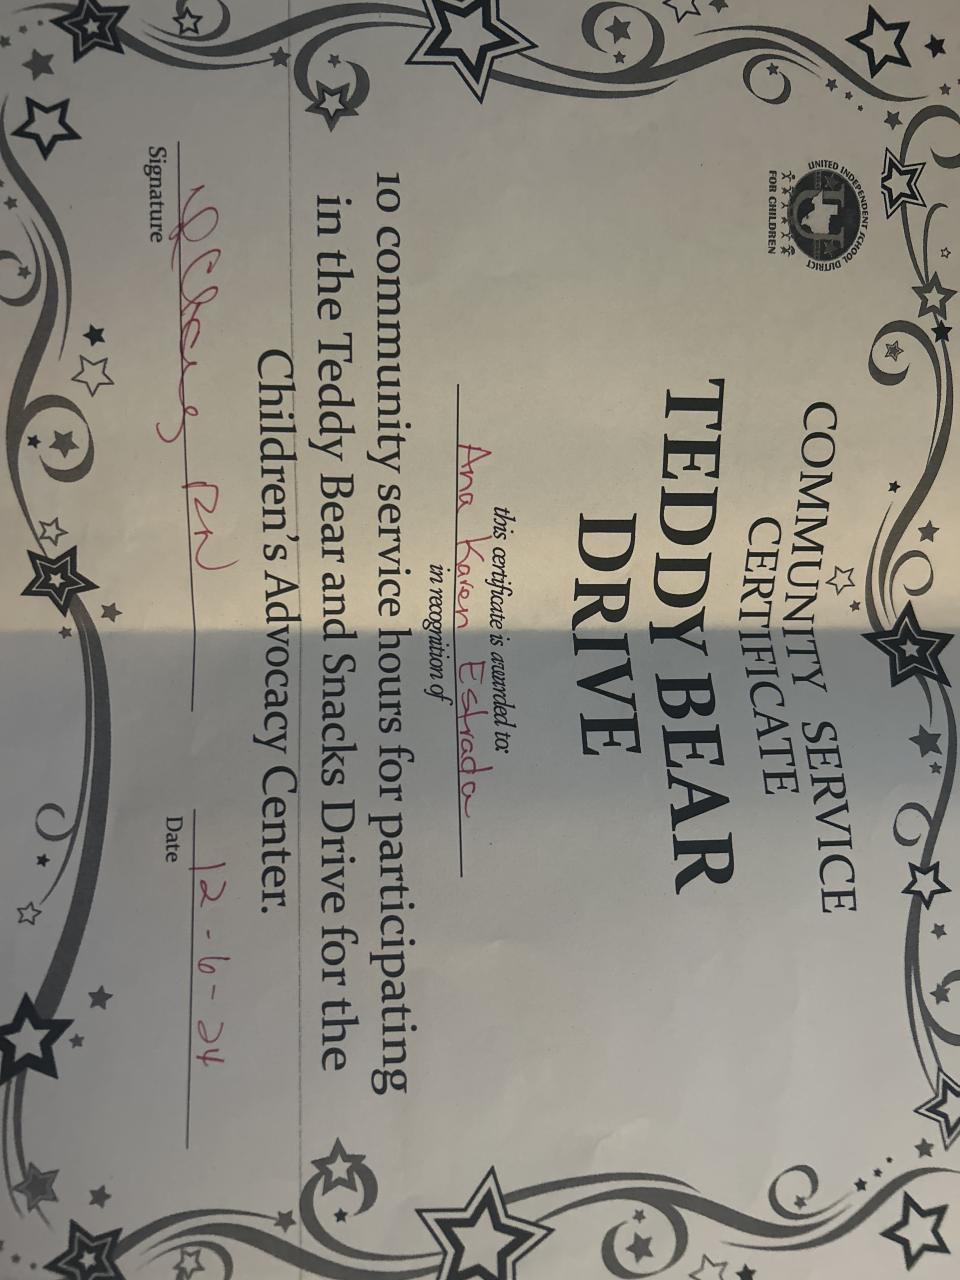 UNITED INDEPENDENT SCHOOL DISTRICT
U
FOR CHILDREN
COMMUNITY SERVICE
CERTIFICATE
TEDDY BEAR
DRIVE
this certificate is awarded to:
Ana Karen Estrada
in recognition of
10 community service hours for participating
in the Teddy Bear and Snacks Drive for the
Children's Advocacy Center.
RN
12-6-24
Signature
Date